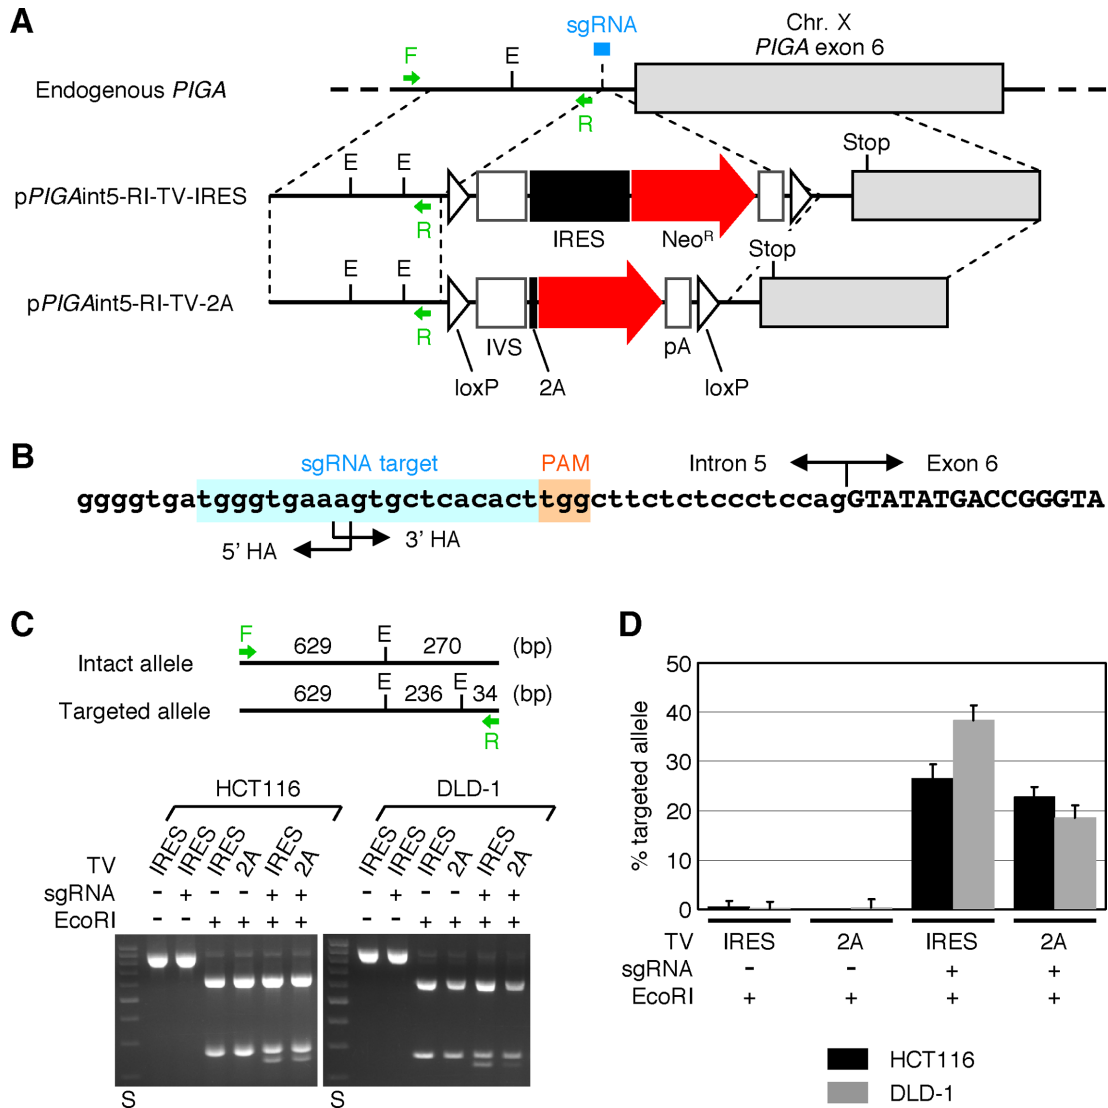 A
Chr. X
PIGA exon 6
sgRNA
F
E
Endogenous PIGA
R
Stop
E
E
pPIGAint5-RI-TV-IRES
R
IRES
NeoR
Stop
E
E
pPIGAint5-RI-TV-2A
R
IVS
pA
loxP
2A
loxP
B
sgRNA target
PAM
Intron 5
Exon 6
ggggtgatgggtgaaagtgctcacacttggcttctctccctccagGTATATGACCGGGTA
5’ HA
3’ HA
C
F
629
E
270
(bp)
Intact allele
629
E
236
E
34
(bp)
Targeted allele
R
HCT116
DLD-1
TV
IRES
IRES
IRES
2A
IRES
2A
IRES
IRES
IRES
2A
IRES
2A
sgRNA - + - - + + - + - - + +
EcoRI - - + + + + - - + + + +
S
S
D
% targeted allele
50
40
30
20
10
0
TV IRES 2A IRES 2A
sgRNA - - + +
EcoRI + + + +
HCT116
DLD-1